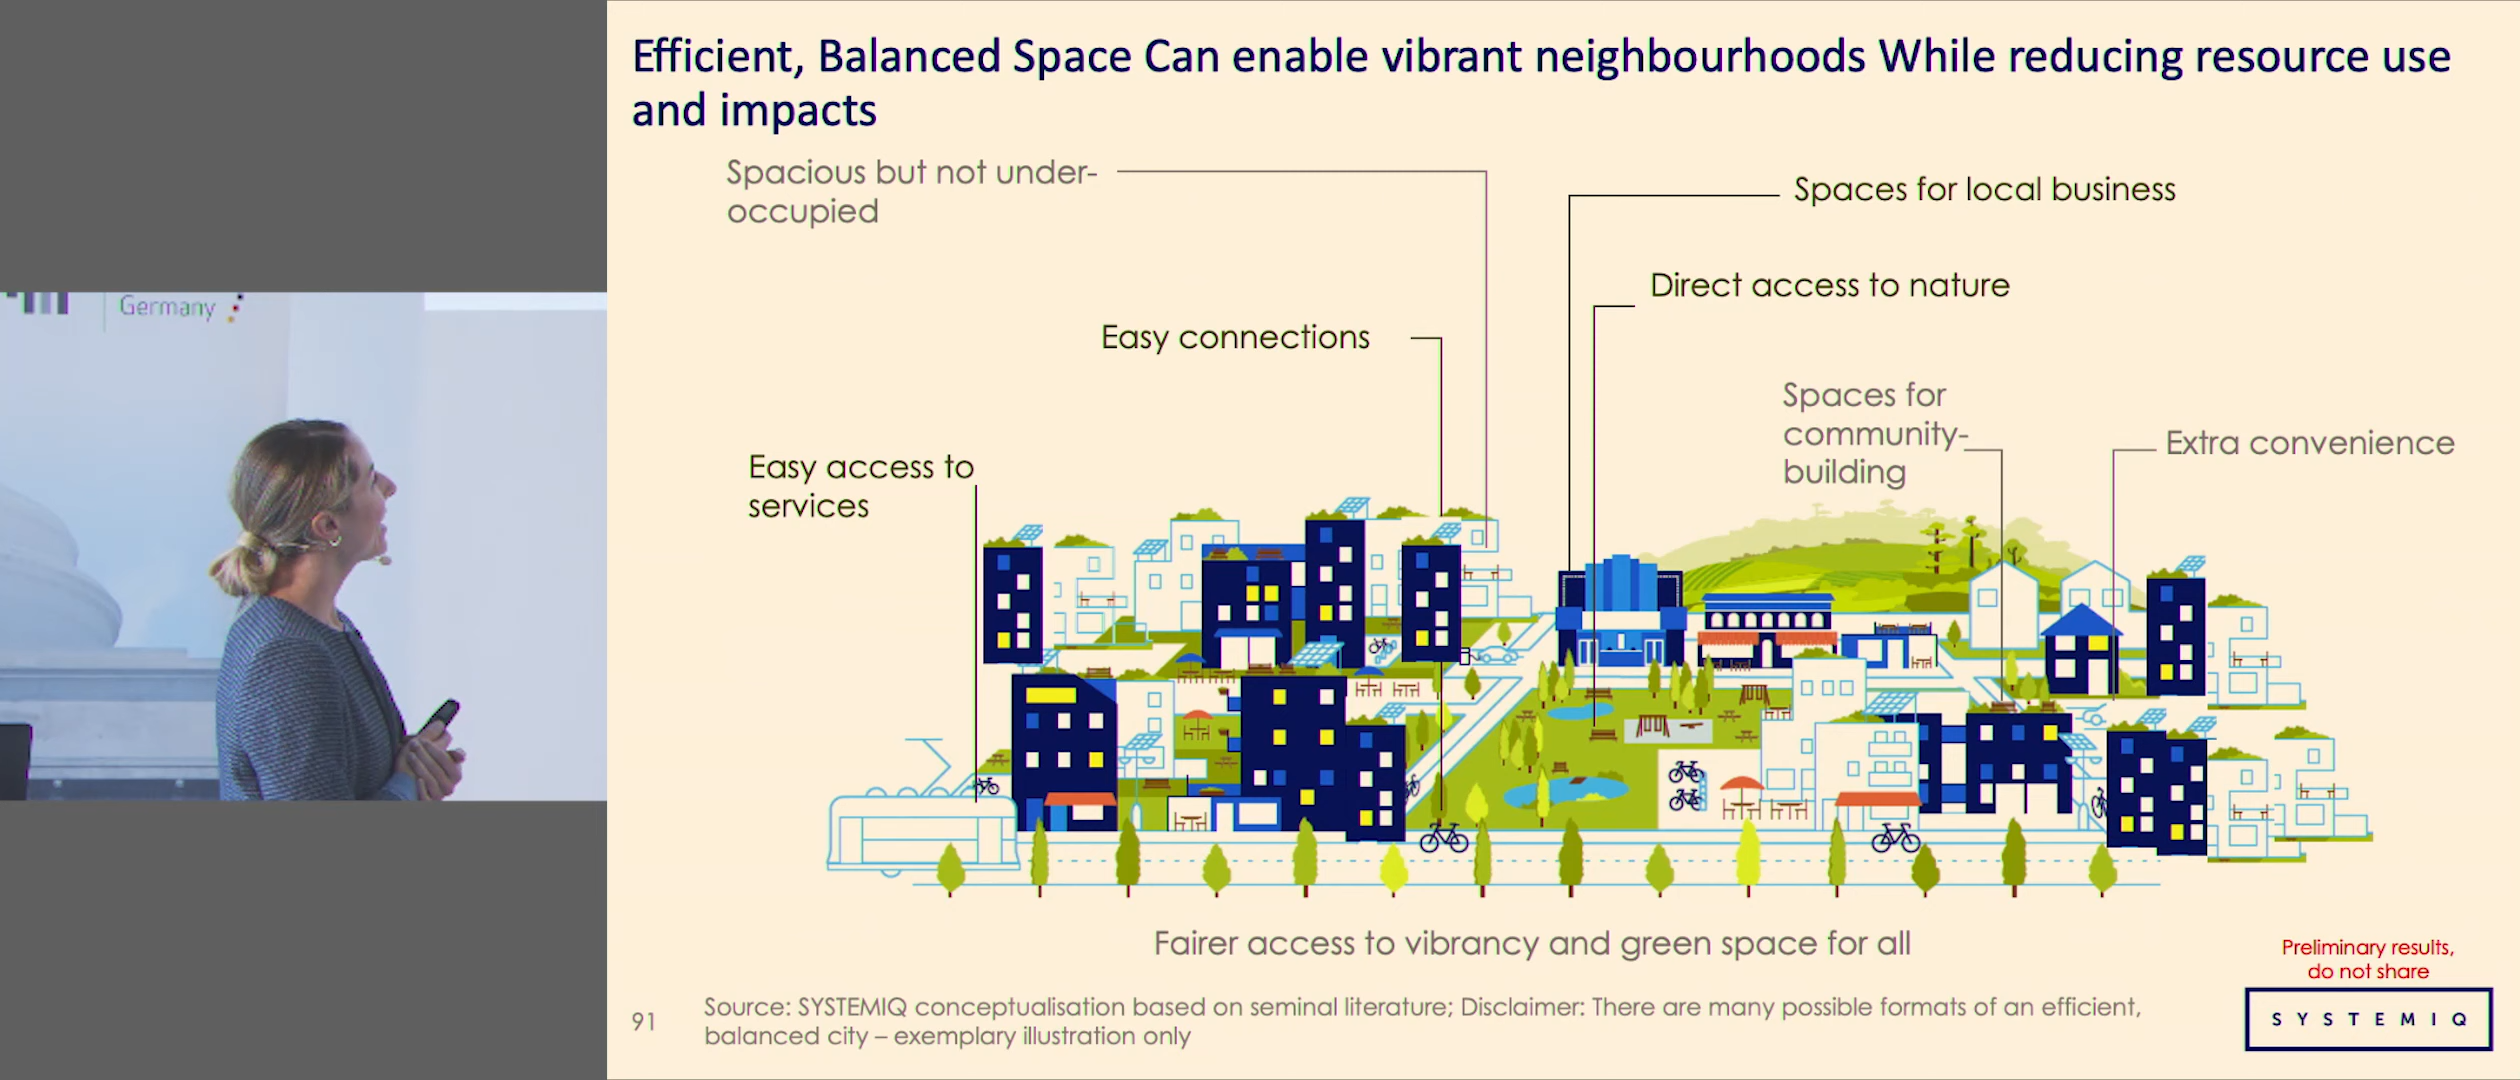 Germany
Efficient, Balanced Space Can enable vibrant neighbourhoods While reducing resource use
and impacts
Spacious but not under-
occupied
Spaces for local business
Direct access to nature
Easy connections
Spaces for
community-
building
Extra convenience
Easy access to
services
Fairer access to vibrancy and green space for all
Preliminary results,
do not share
Source: SYSTEMIQ conceptualisation based on seminal literature; Disclaimer: There are many possible formats of an efficient,
balanced city – exemplary illustration only
91
SYSTEMIQ